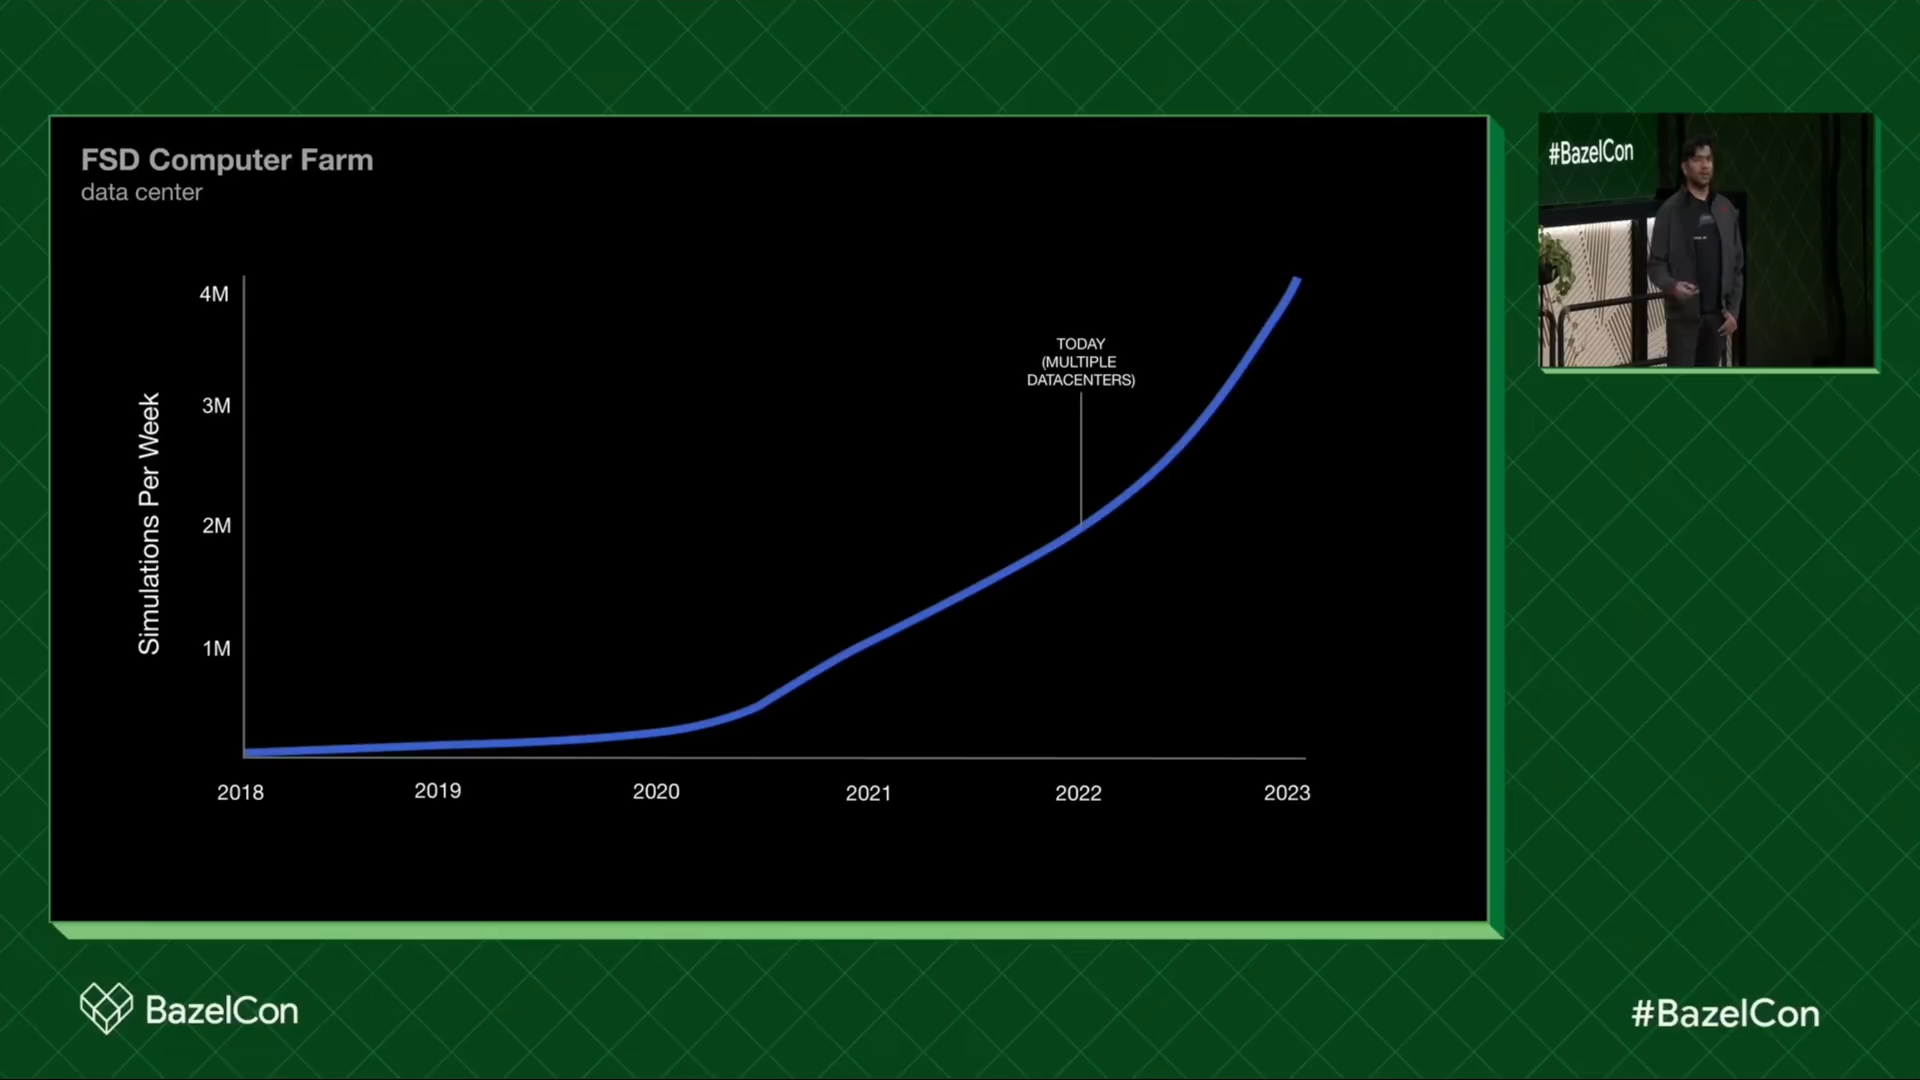 FSD Computer Farm
data center
Simulations Per Week
4M
3M
2M
1M
TODAY
(MULTIPLE
DATACENTERS)
2018 2019 2020 2021 2022 2023
#BazelCon
BazelCon
#BazelCon